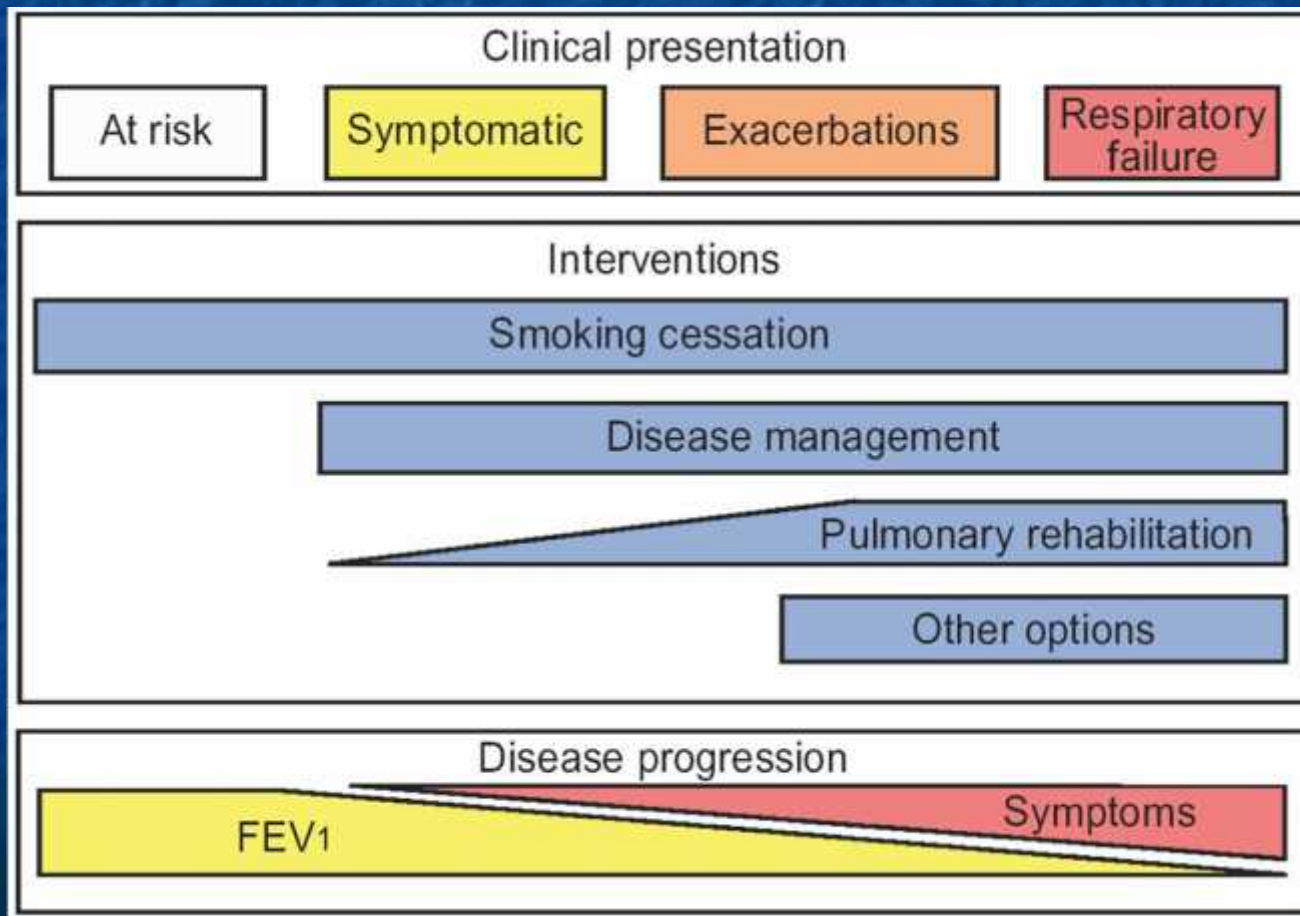 Clinical presentation
At risk
Symptomatic
Exacerbations
Respiratory
failure
Interventions
Smoking cessation
Disease management
Pulmonary rehabilitation
Other options
Disease progression
Symptoms
FEV1